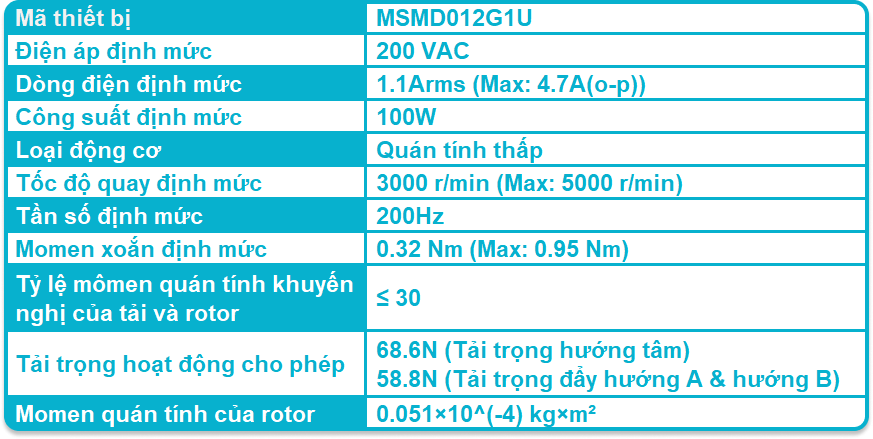 Mã thiết bị MSMD012G1U
Điện áp định mức 200 VAC
Dòng điện định mức 1.1Arms (Max: 4.7A(o-p))
Công suất định mức 100W
Loại động cơ Quán tính thấp
Tốc độ quay định mức 3000 r/min (Max: 5000 r/min)
Tần số định mức 200Hz
Momen xoắn định mức 0.32 Nm (Max: 0.95 Nm)
Tỷ lệ mômen quán tính khuyến
nghị của tải và rotor
≤ 30
Tải trọng hoạt động cho phép
68.6N (Tải trọng hướng tâm)
58.8N (Tải trọng đẩy hướng A & hướng B)
Momen quán tính của rotor 0.051×10^(-4) kg×m²